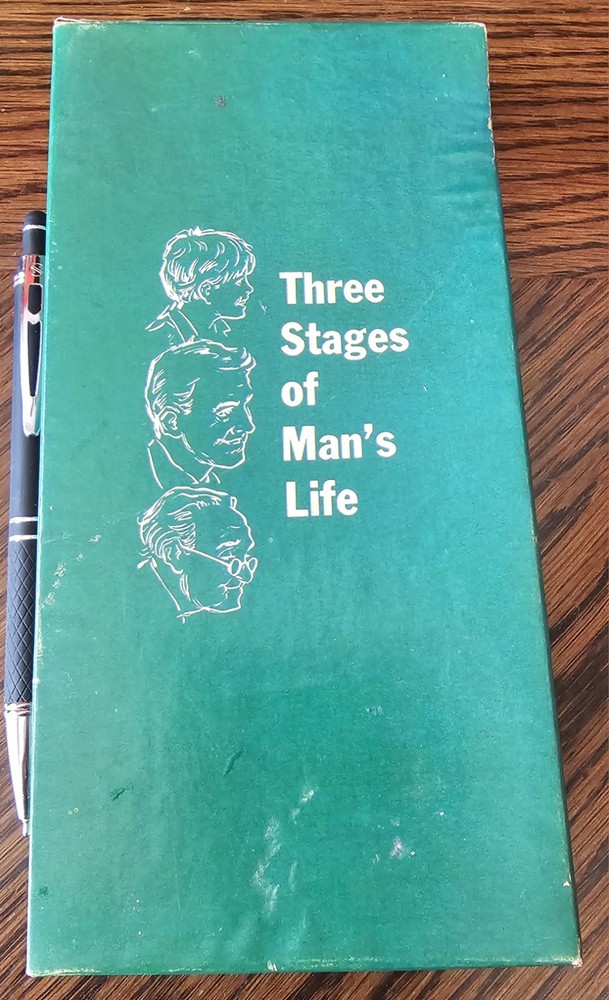 Three
Stages
of
Man's
Life